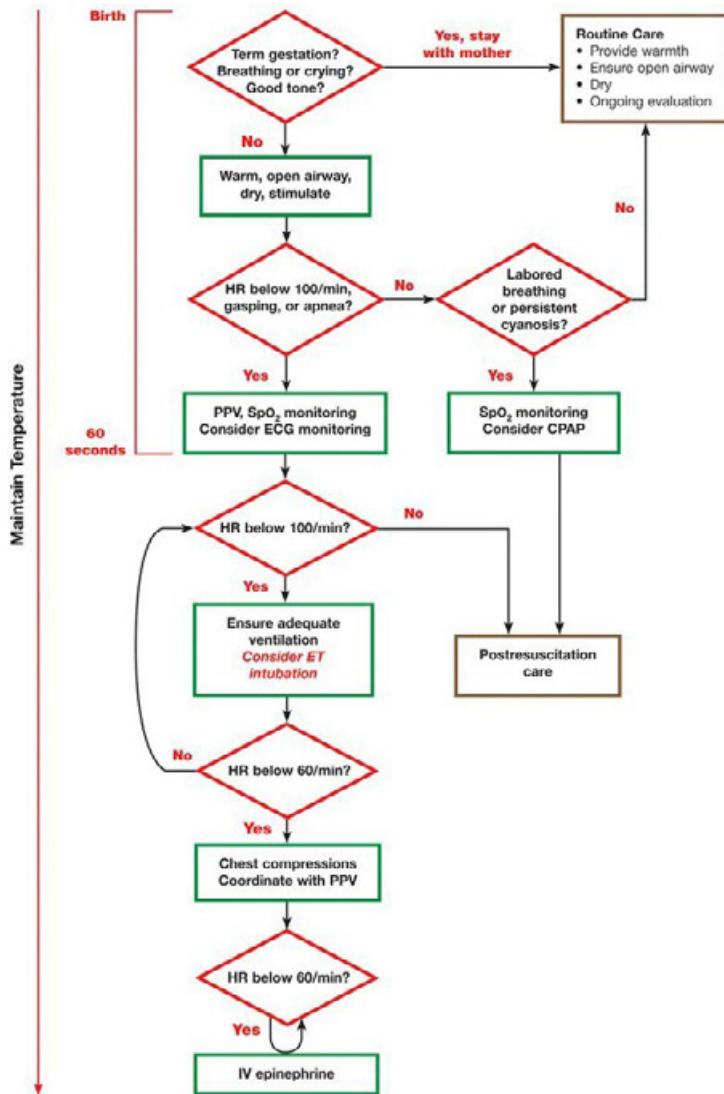 Birth
Term gestation?
Breathing or crying?
Good tone?
Yes, stay
with mother
Routine Care
• Provide warmth
• Ensure open airway
• Dry
• Ongoing evaluation
No
Warm, open airway,
dry, stimulate
No
HR below 100/min,
gasping, or apnea?
No
Labored
breathing
or persistent
cyanosis?
Yes
Yes
PPV, SpO₂ monitoring
Consider ECG monitoring
SpO₂ monitoring
Consider CPAP
60
seconds
Maintain Temperature
HR below 100/min?
No
Yes
Ensure adequate
ventilation
Consider ET
intubation
Postresuscitation
care
No
HR below 60/min?
Yes
Chest compressions
Coordinate with PPV
HR below 60/min?
Yes
IV epinephrine